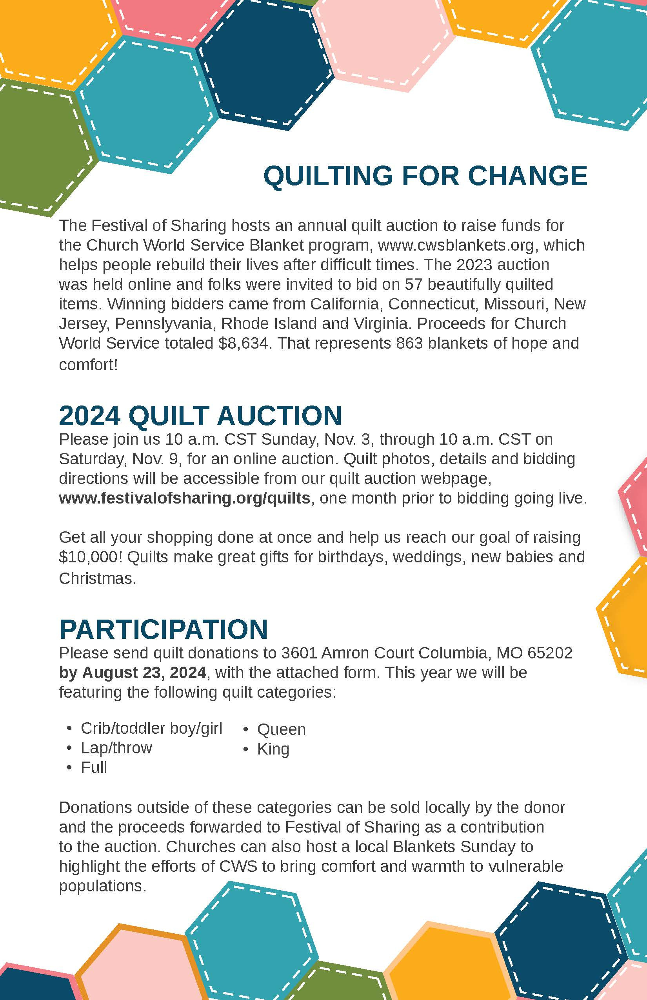 QUILTING FOR CHANGE
The Festival of Sharing hosts an annual quilt auction to raise funds for
the Church World Service Blanket program, www.cwsblankets.org, which
helps people rebuild their lives after difficult times. The 2023 auction
was held online and folks were invited to bid on 57 beautifully quilted
items. Winning bidders came from California, Connecticut, Missouri, New
Jersey, Pennslyvania, Rhode Island and Virginia. Proceeds for Church
World Service totaled $8,634. That represents 863 blankets of hope and
comfort!
2024 QUILT AUCTION
Please join us 10 a.m. CST Sunday, Nov. 3, through 10 a.m. CST on
Saturday, Nov. 9, for an online auction. Quilt photos, details and bidding
directions will be accessible from our quilt auction webpage,
www.festivalofsharing.org/quilts, one month prior to bidding going live.
Get all your shopping done at once and help us reach our goal of raising
$10,000! Quilts make great gifts for birthdays, weddings, new babies and
Christmas.
PARTICIPATION
Please send quilt donations to 3601 Amron Court Columbia, MO 65202
by August 23, 2024, with the attached form. This year we will be
featuring the following quilt categories:
• Crib/toddler boy/girl
• Lap/throw
• Full
• Queen
• King
Donations outside of these categories can be sold locally by the donor
and the proceeds forwarded to Festival of Sharing as a contribution
to the auction. Churches can also host a local Blankets Sunday to
highlight the efforts of CWS to bring comfort and warmth to vulnerable
populations.